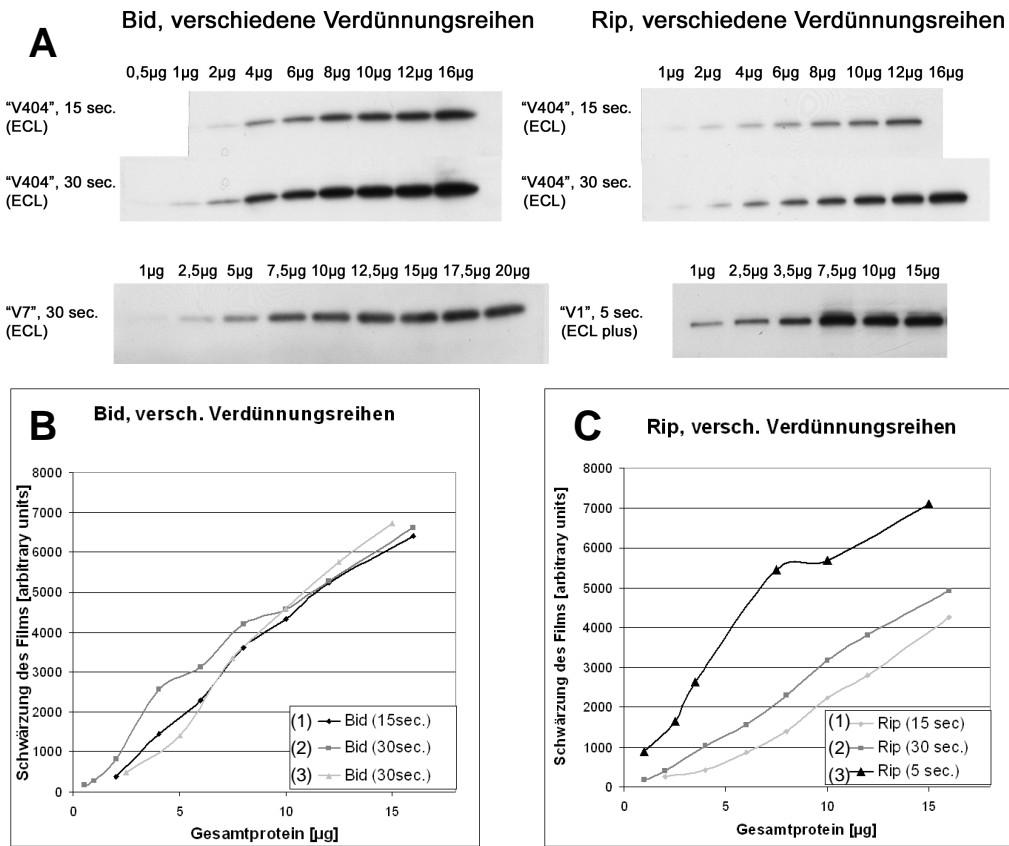 Bid, verschiedene Verdünnungsreihen
Rip, verschiedene Verdünnungsreihen
A
0,5µg 1µg 2µg 4µg 6µg 8µg 10µg 12µg 16µg
1µg 2µg 4µg 6µg 8µg 10µg 12µg 16µg
"V404", 15 sec.
(ECL)
"V404", 15 sec.
(ECL)
"V404", 30 sec.
(ECL)
"V404", 30 sec.
(ECL)
1µg 2,5µg 5µg 7,5µg 10µg 12,5µg 15µg 17,5µg 20µg
1µg 2,5µg 3,5µg 7,5µg 10µg 15µg
"V7", 30 sec.
(ECL)
"V1", 5 sec.
(ECL plus)
B
Bid, versch. Verdünnungsreihen
Schwärzung des Films [arbitrary units]
8000
7000
6000
5000
4000
3000
2000
1000
0
(1) Bid (15sec.)
(2) Bid (30sec.)
(3) Bid (30sec.)
0 5 10 15
Gesamtprotein [µg]
C
Rip, versch. Verdünnungsreihen
Schwärzung des Films [arbitrary units]
8000
7000
6000
5000
4000
3000
2000
1000
0
(1) Rip (15 sec)
(2) Rip (30 sec.)
(3) Rip (5 sec.)
0 5 10 15
Gesamtprotein [µg]